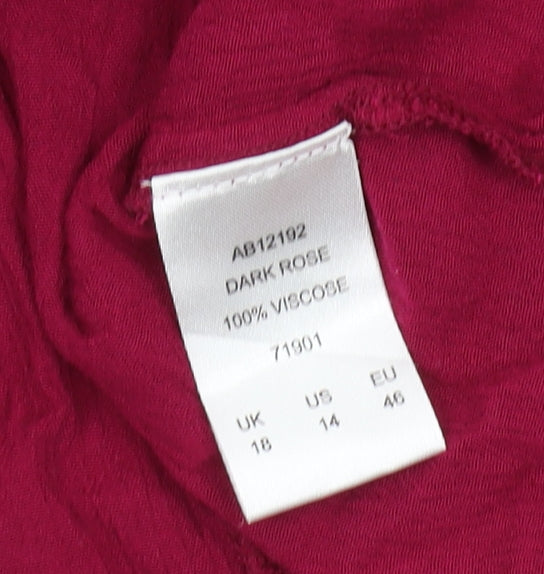 AB12192
DARK ROSE
100% VISCOSE
71901
UK US EU
18 14 46